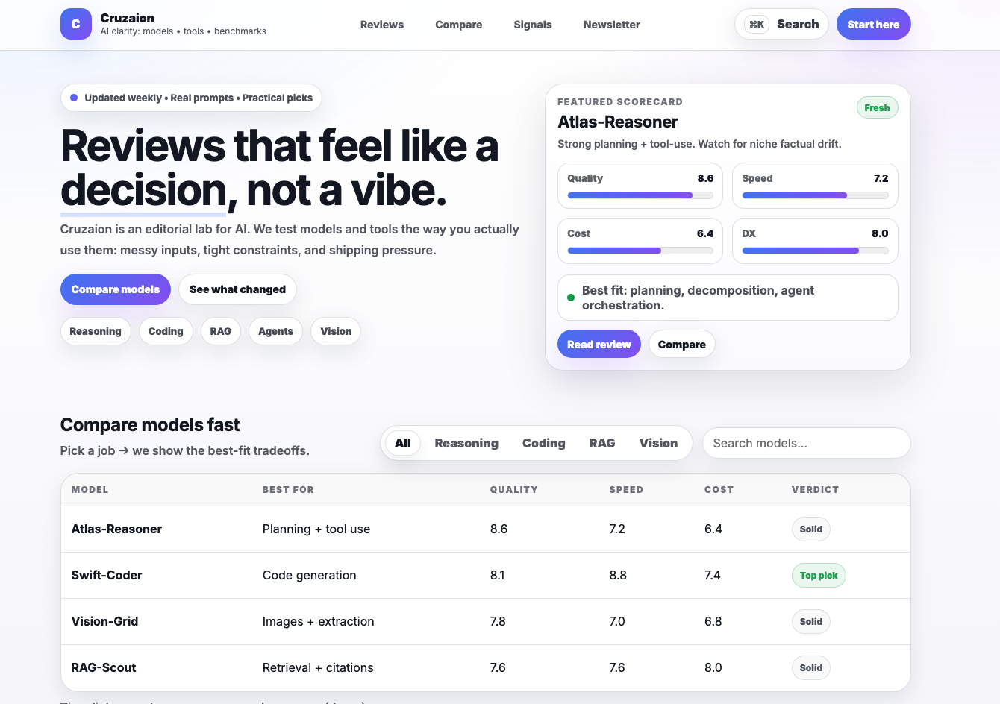 C
Cruzaion
AI clarity: models • tools • benchmarks
Reviews
Compare
Signals
Newsletter
⌘K
Search
Start here
Updated weekly • Real prompts • Practical picks
Reviews that feel like a
decision, not a vibe.
Cruzaion is an editorial lab for AI. We test models and tools the way you actually
use them: messy inputs, tight constraints, and shipping pressure.
Compare models
See what changed
Reasoning
Coding
RAG
Agents
Vision
FEATURED SCORECARD
Atlas-Reasoner
Fresh
Strong planning + tool-use. Watch for niche factual drift.
Quality 8.6
Speed 7.2
Cost 6.4
DX 8.0
Best fit: planning, decomposition, agent
orchestration.
Read review
Compare
Compare models fast
Pick a job → we show the best-fit tradeoffs.
All
Reasoning
Coding
RAG
Vision
Search models...
MODEL BEST FOR QUALITY SPEED COST VERDICT
Atlas-Reasoner Planning + tool use 8.6 7.2 6.4 Solid
Swift-Coder Code generation 8.1 8.8 7.4 Top pick
Vision-Grid Images + extraction 7.8 7.0 6.8 Solid
RAG-Scout Retrieval + citations 7.6 7.6 8.0 Solid